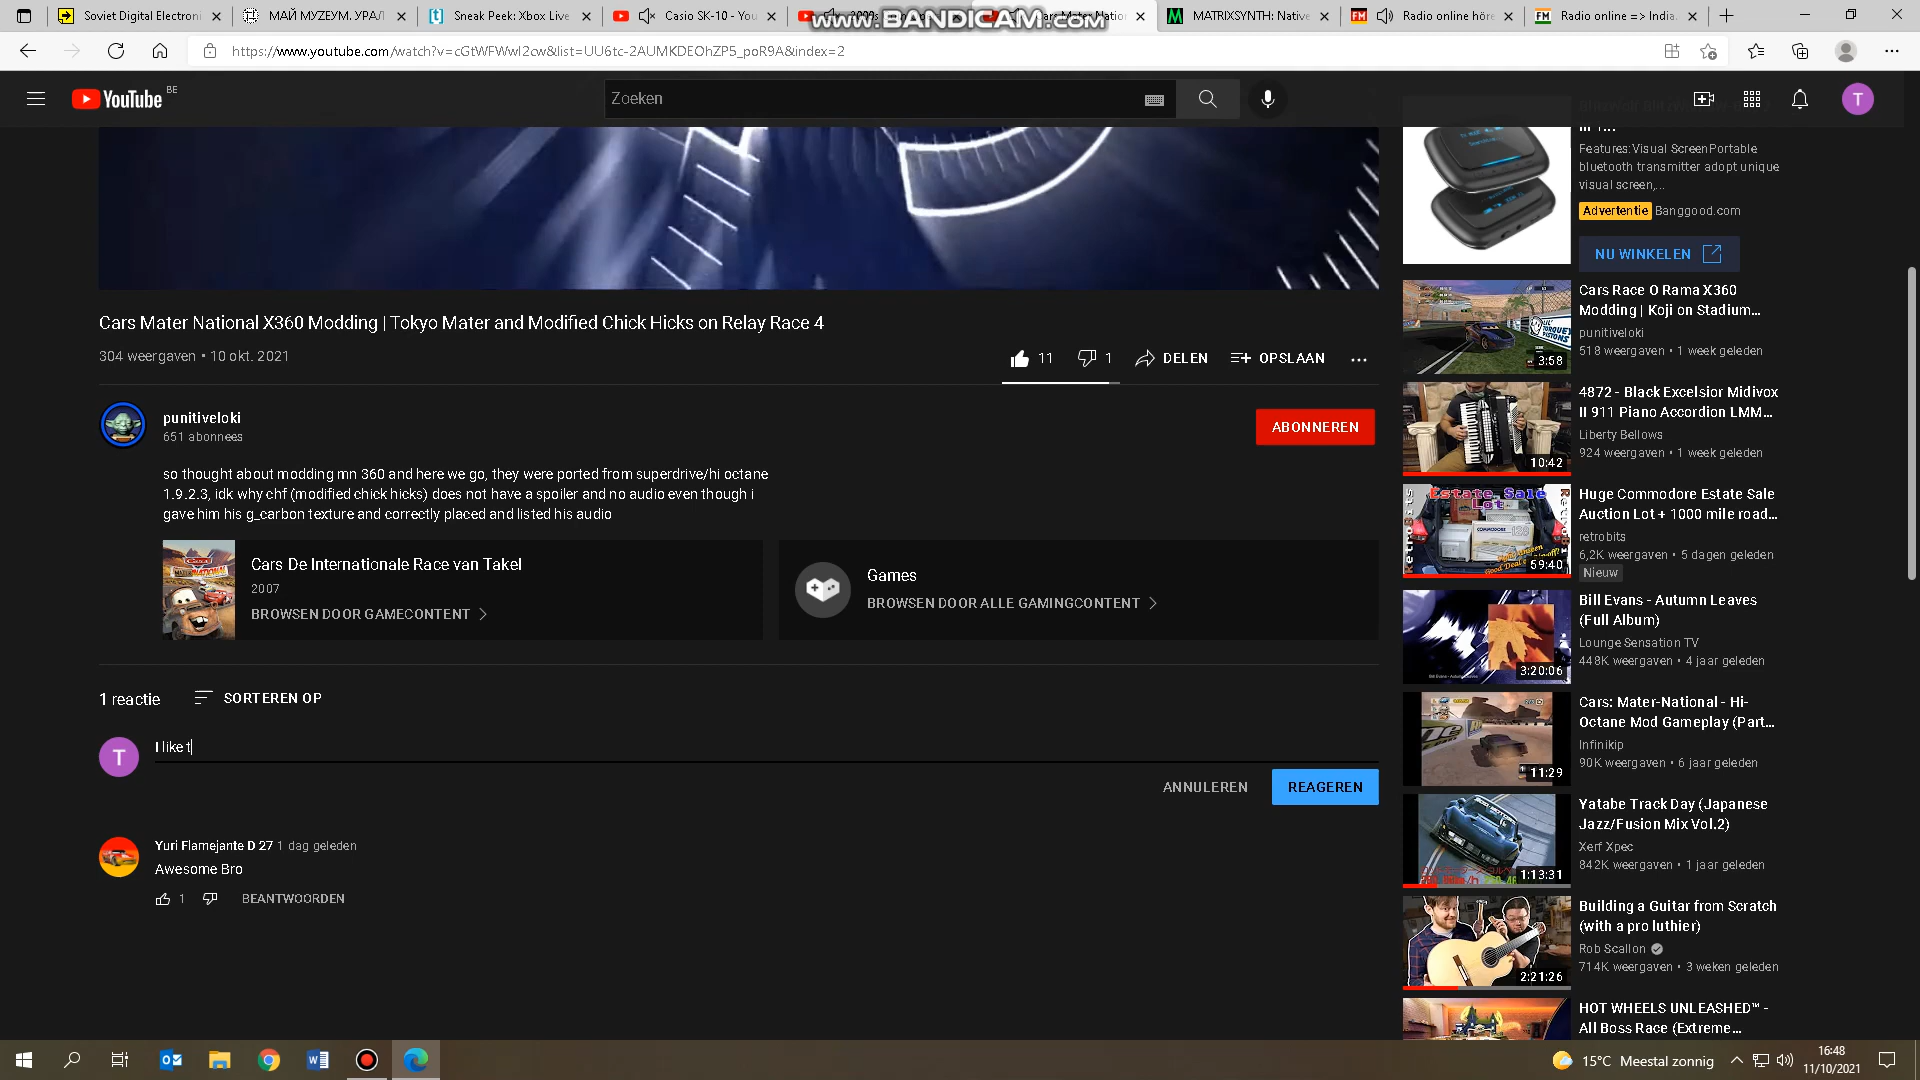 Soviet Digital Electroni
МАЙ МУZЕУМ. УРАЛ
Sneak Peek: Xbox Live
Casio SK-10 - You
Cars Mater Nation
MATRIXSYNTH: Native
Radio online höre
Radio online => India.
www.BANDICAM.com
https://www.youtube.com/watch?v=cGtWFWwI2cw&list=UU6tc-2AUMKDEOhZP5_poR9A&index=2
YouTube BE
Zoeken
T
Features:Visual ScreenPortable
bluetooth transmitter adopt unique
visual screen,...
Advertentie Banggood.com
NU WINKELEN
Cars Mater National X360 Modding | Tokyo Mater and Modified Chick Hicks on Relay Race 4
304 weergaven • 10 okt. 2021
11
1
DELEN
OPSLAAN
punitiveloki
651 abonnees
ABONNEREN
so thought about modding mn 360 and here we go, they were ported from superdrive/hi octane
1.9.2.3, idk why chf (modified chick hicks) does not have a spoiler and no audio even though i
gave him his g_carbon texture and correctly placed and listed his audio
Cars De Internationale Race van Takel
2007
BROWSEN DOOR GAMECONTENT
Games
BROWSEN DOOR ALLE GAMINGCONTENT
1 reactie
SORTEREN OP
T
I like t
ANNULEREN
REAGEREN
Yuri Flamejante D 27 1 dag geleden
Awesome Bro
1
BEANTWOORDEN
Cars Race O Rama X360
Modding | Koji on Stadium...
punitiveloki
518 weergaven • 1 week geleden
3:58
4872 - Black Excelsior Midivox
II 911 Piano Accordion LMM...
Liberty Bellows
924 weergaven • 1 week geleden
10:42
Estate Sale
Lot
Retrobits
Huge Commodore Estate Sale
Auction Lot + 1000 mile road...
retrobits
6,2K weergaven • 5 dagen geleden
Nieuw
59:40
Bill Evans - Autumn Leaves
(Full Album)
Lounge Sensation TV
448K weergaven • 4 jaar geleden
3:20:06
Cars: Mater-National - Hi-
Octane Mod Gameplay (Part...
Infinikip
90K weergaven • 6 jaar geleden
11:29
Yatabe Track Day (Japanese
Jazz/Fusion Mix Vol.2)
Xerf Xpec
842K weergaven • 1 jaar geleden
1:13:31
Building a Guitar from Scratch
(with a pro luthier)
Rob Scallon
714K weergaven • 3 weken geleden
2:21:26
HOT WHEELS UNLEASHED™ -
All Boss Race (Extreme...
15°C Meestal zonnig
16:48
11/10/2021